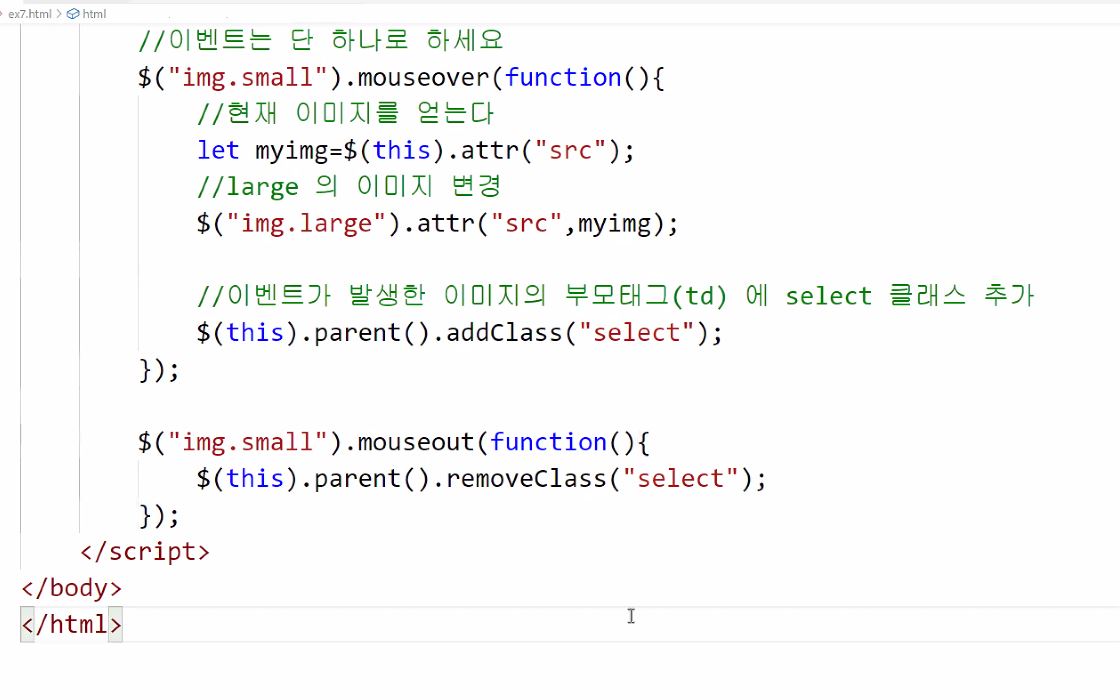 ex7.html > html
//이벤트는 단 하나로 하세요
$("img.small").mouseover(function(){
//현재 이미지를 얻는다
let myimg=$(this).attr("src");
//large 의 이미지 변경
$("img.large").attr("src",myimg);
//이벤트가 발생한 이미지의 부모태그(td) 에 select 클래스 추가
$(this).parent().addClass("select");
});
$("img.small").mouseout(function(){
$(this).parent().removeClass("select");
});
</script>
</body>
</html>